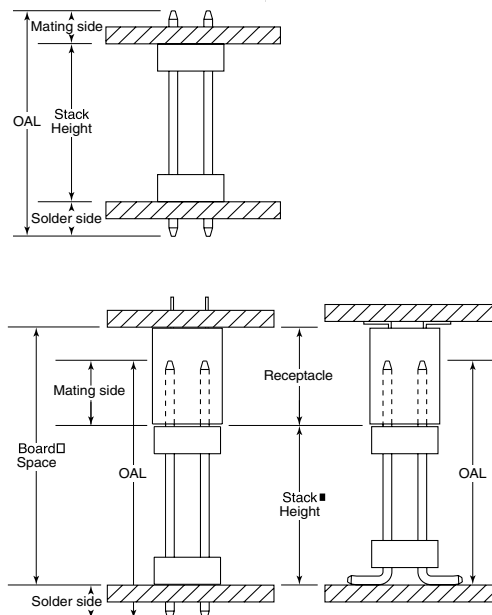 Mating side
OAL
Stack
Height
Solder side
Mating side
Receptacle
Board□
Space
OAL
Stack■
Height
OAL
Solder side